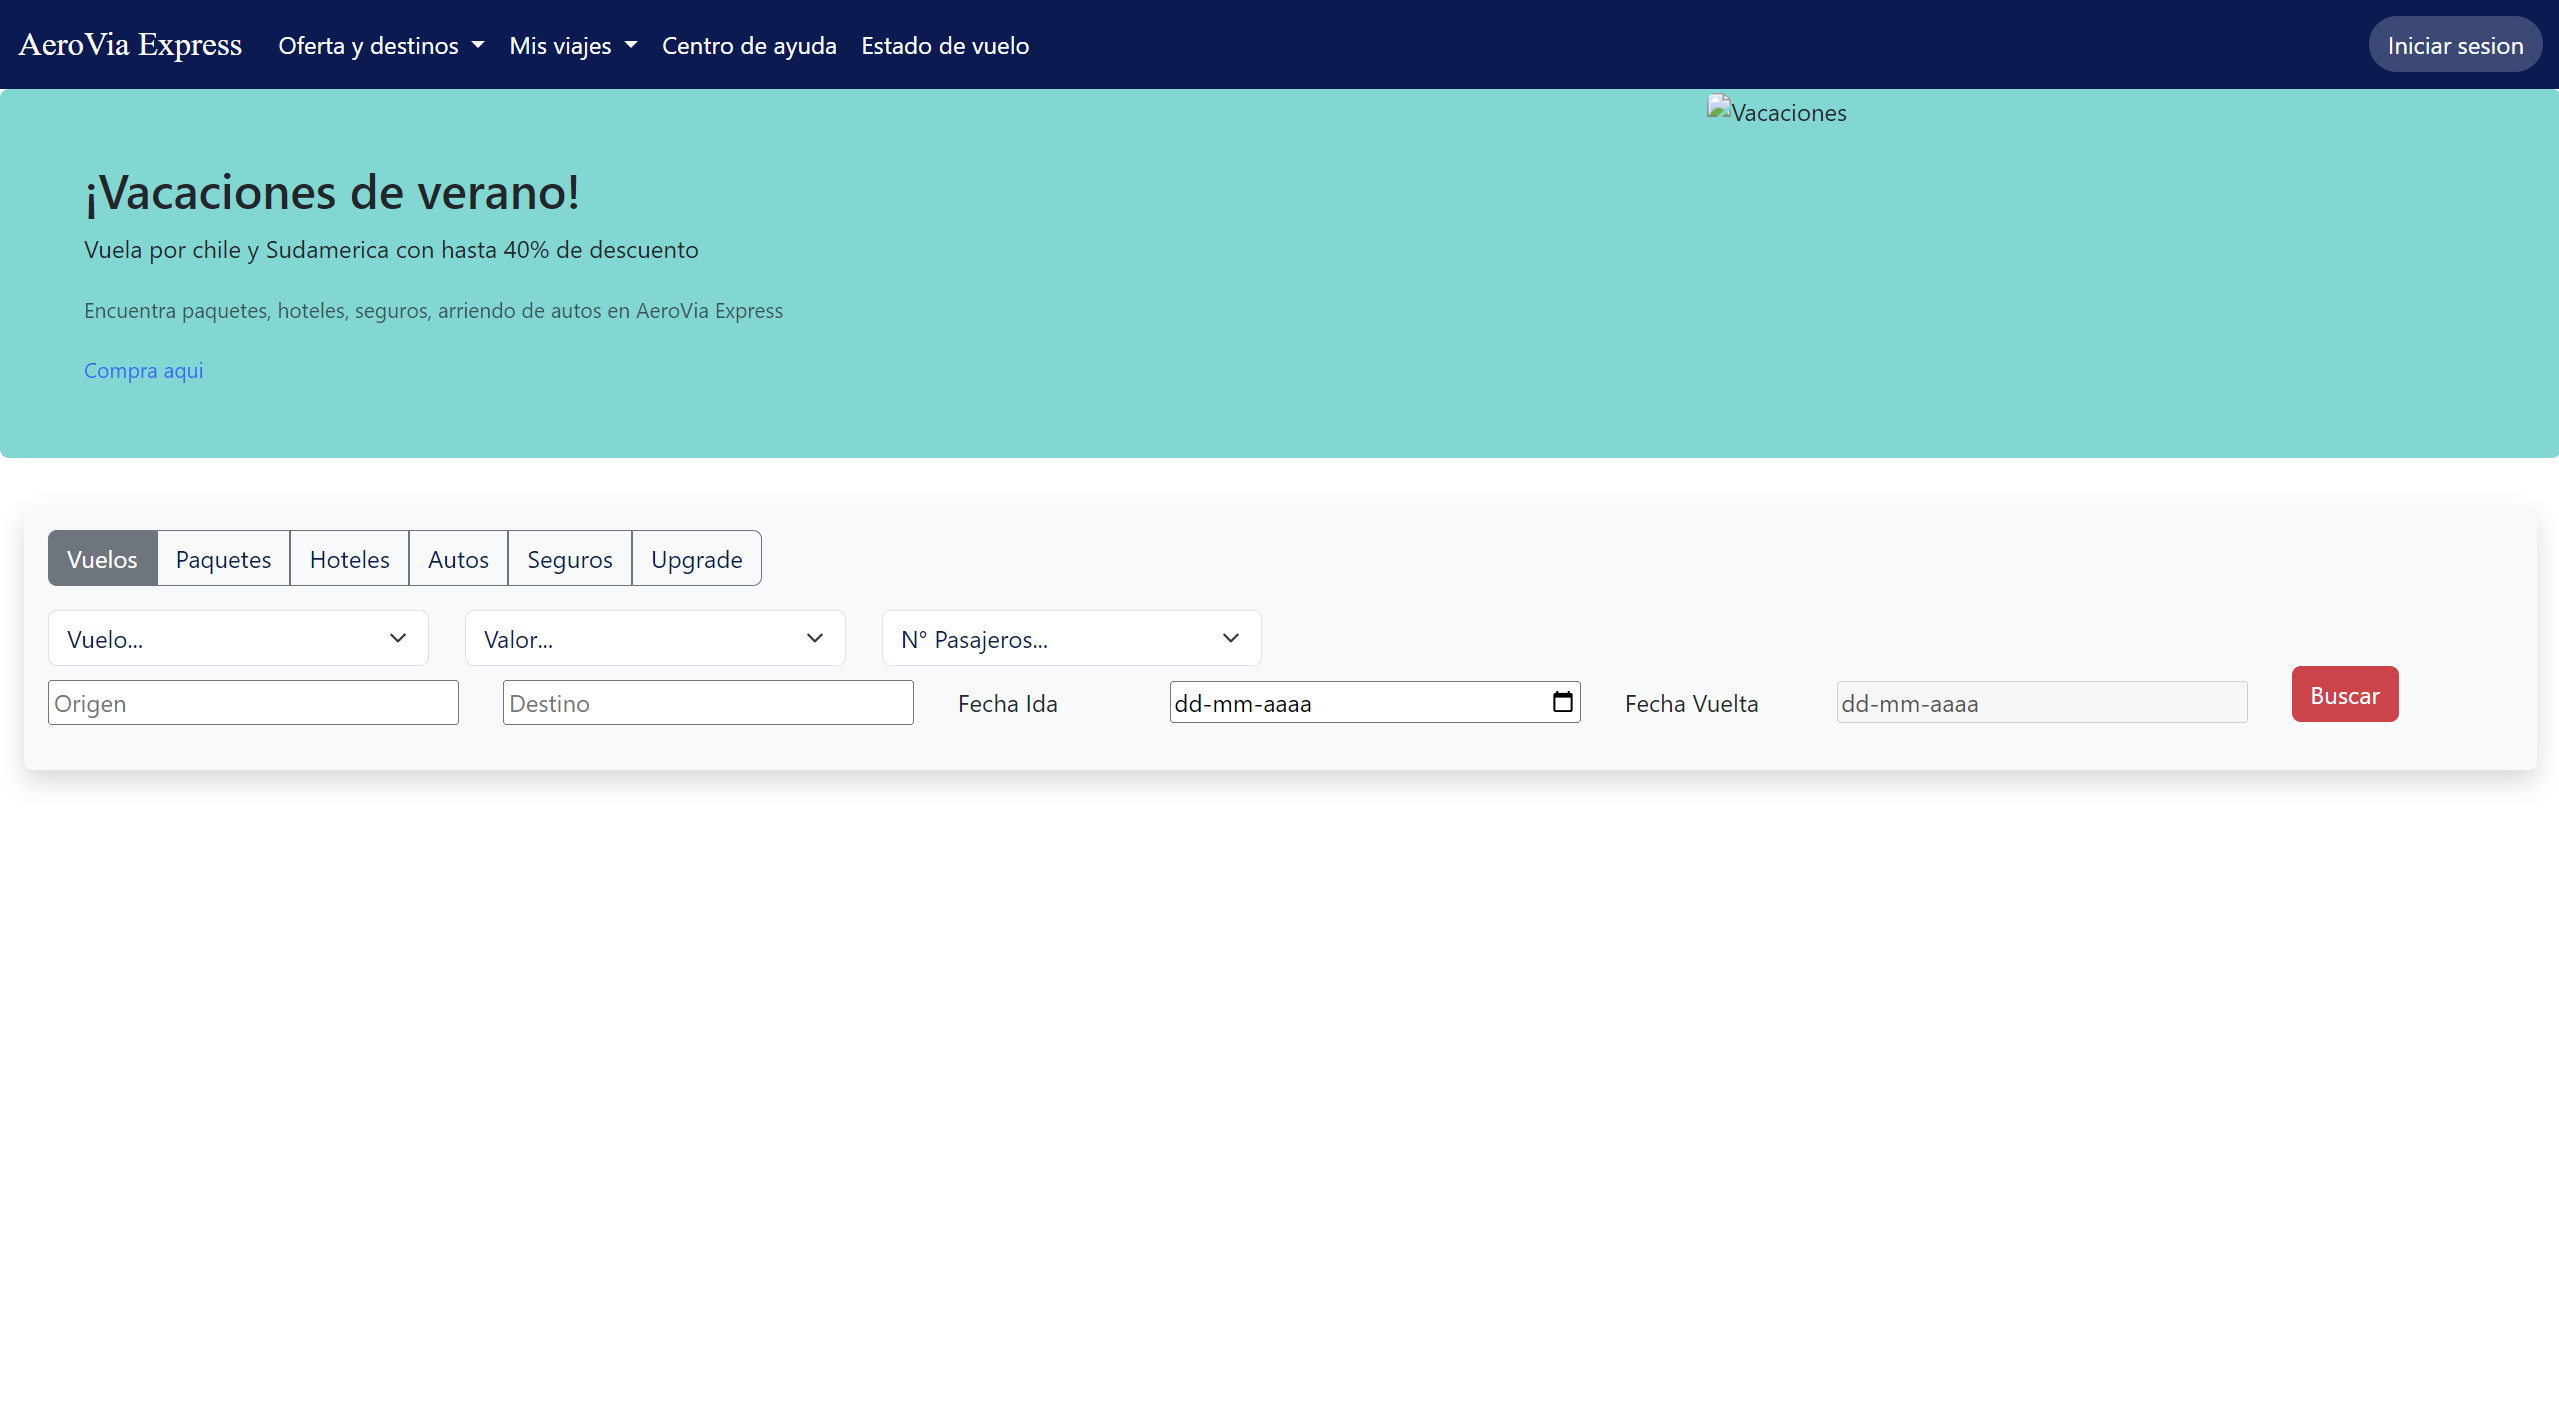 AeroVia Express Oferta y destinos Mis viajes Centro de ayuda Estado de vuelo Iniciar sesion
Vacaciones
¡Vacaciones de verano!
Vuela por chile y Sudamerica con hasta 40% de descuento
Encuentra paquetes, hoteles, seguros, arriendo de autos en AeroVia Express
Compra aqui
Vuelos Paquetes Hoteles Autos Seguros Upgrade
Vuelo... Valor... N° Pasajeros...
Origen Destino Fecha Ida dd-mm-aaaa Fecha Vuelta dd-mm-aaaa Buscar